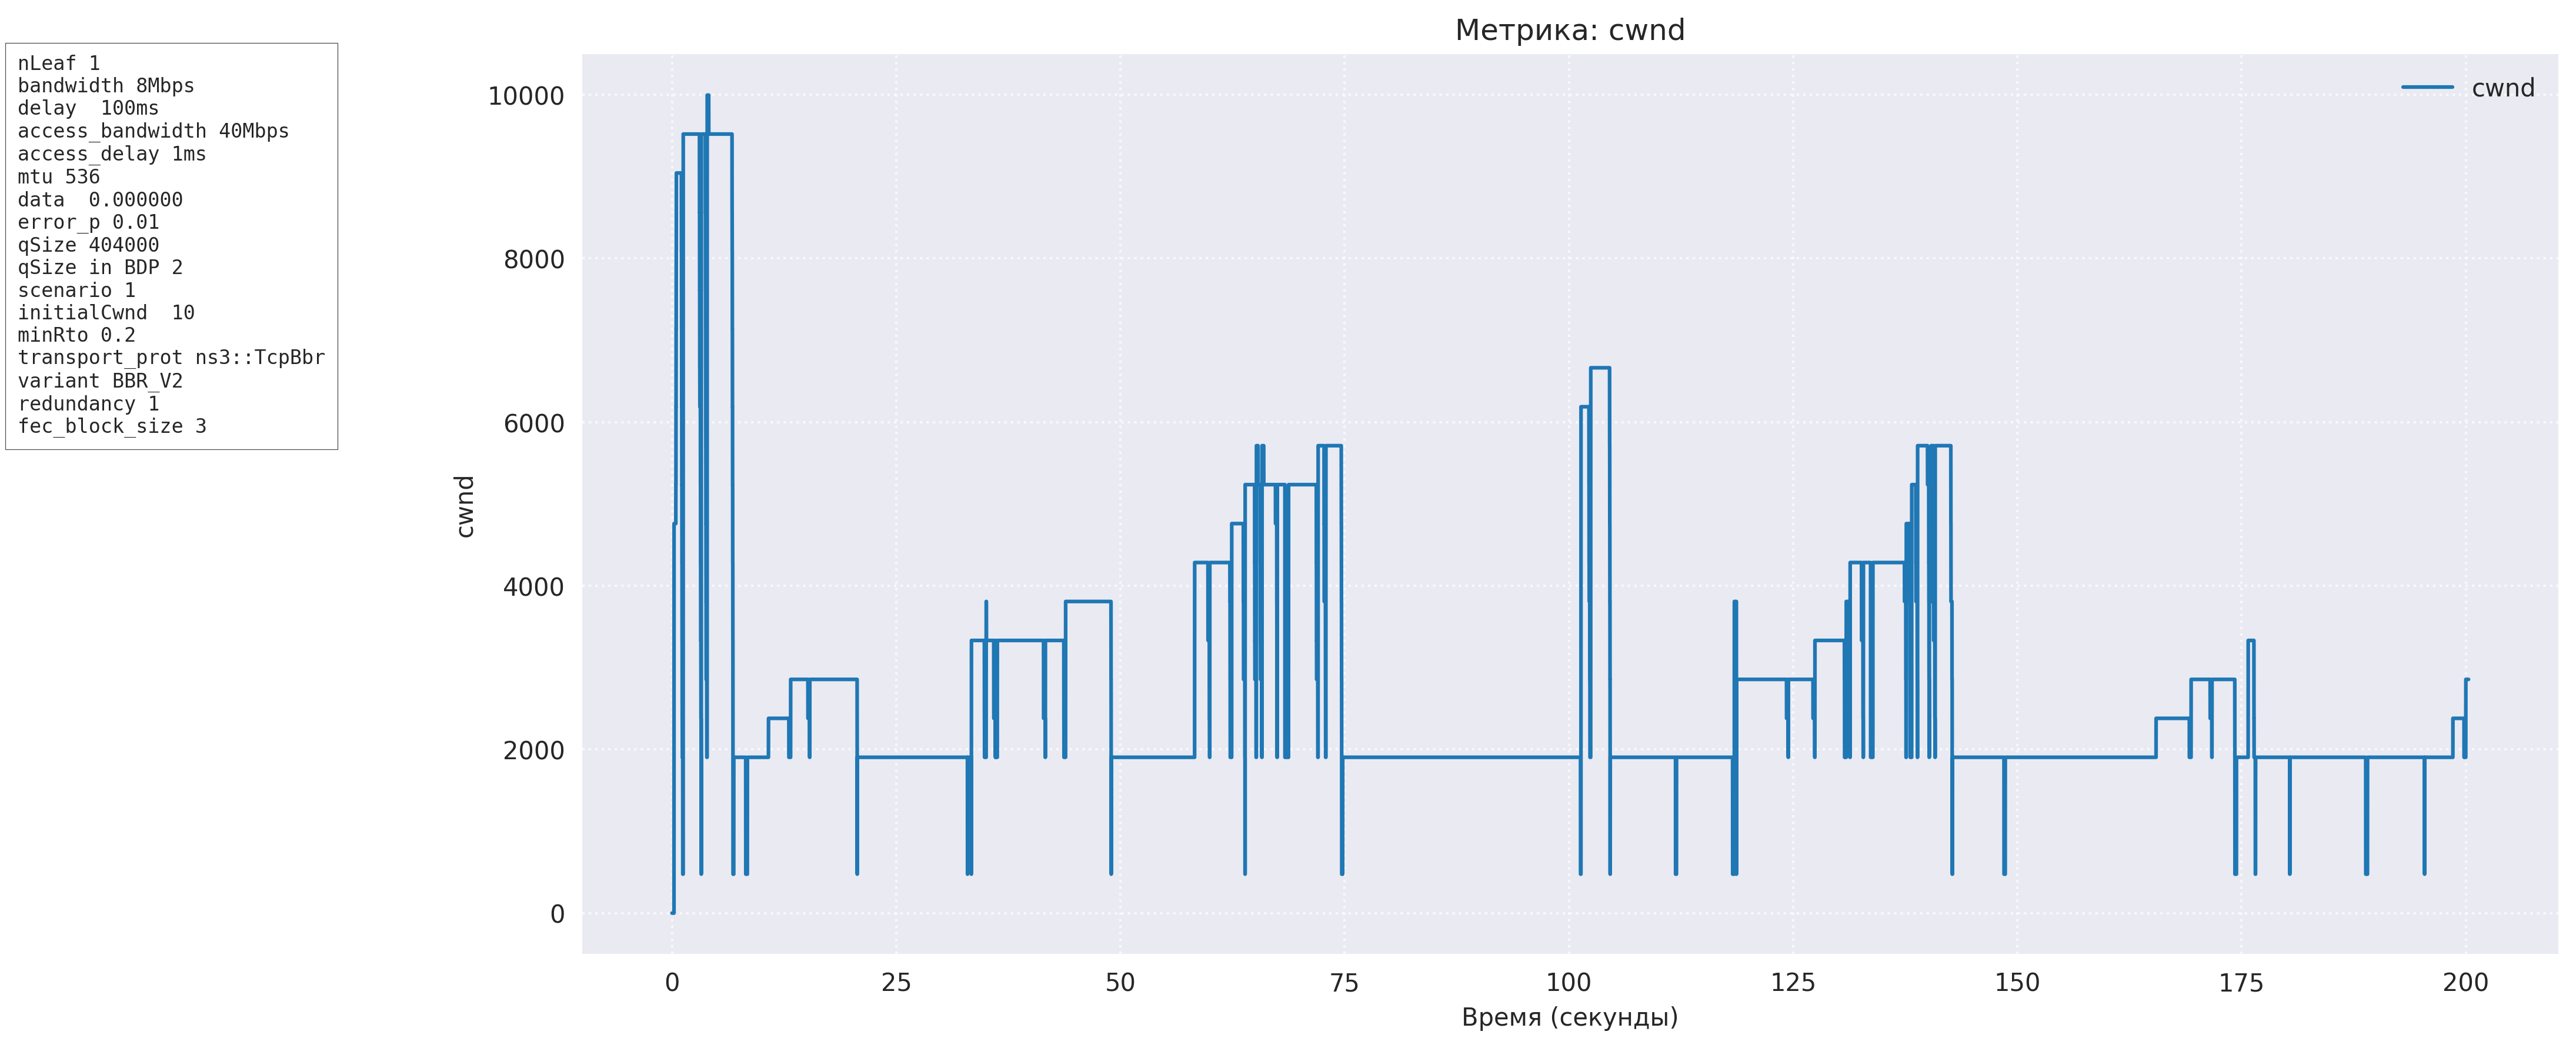 Метрика: cwnd
nLeaf 1
bandwidth 8Mbps
delay  100ms
access_bandwidth 40Mbps
access_delay 1ms
mtu 536
data  0.000000
error_p 0.01
qSize 404000
qSize in BDP 2
scenario 1
initialCwnd  10
minRto 0.2
transport_prot ns3::TcpBbr
variant BBR_V2
redundancy 1
fec_block_size 3
cwnd
10000
8000
6000
4000
2000
0
cwnd
0 25 50 75 100 125 150 175 200
Время (секунды)